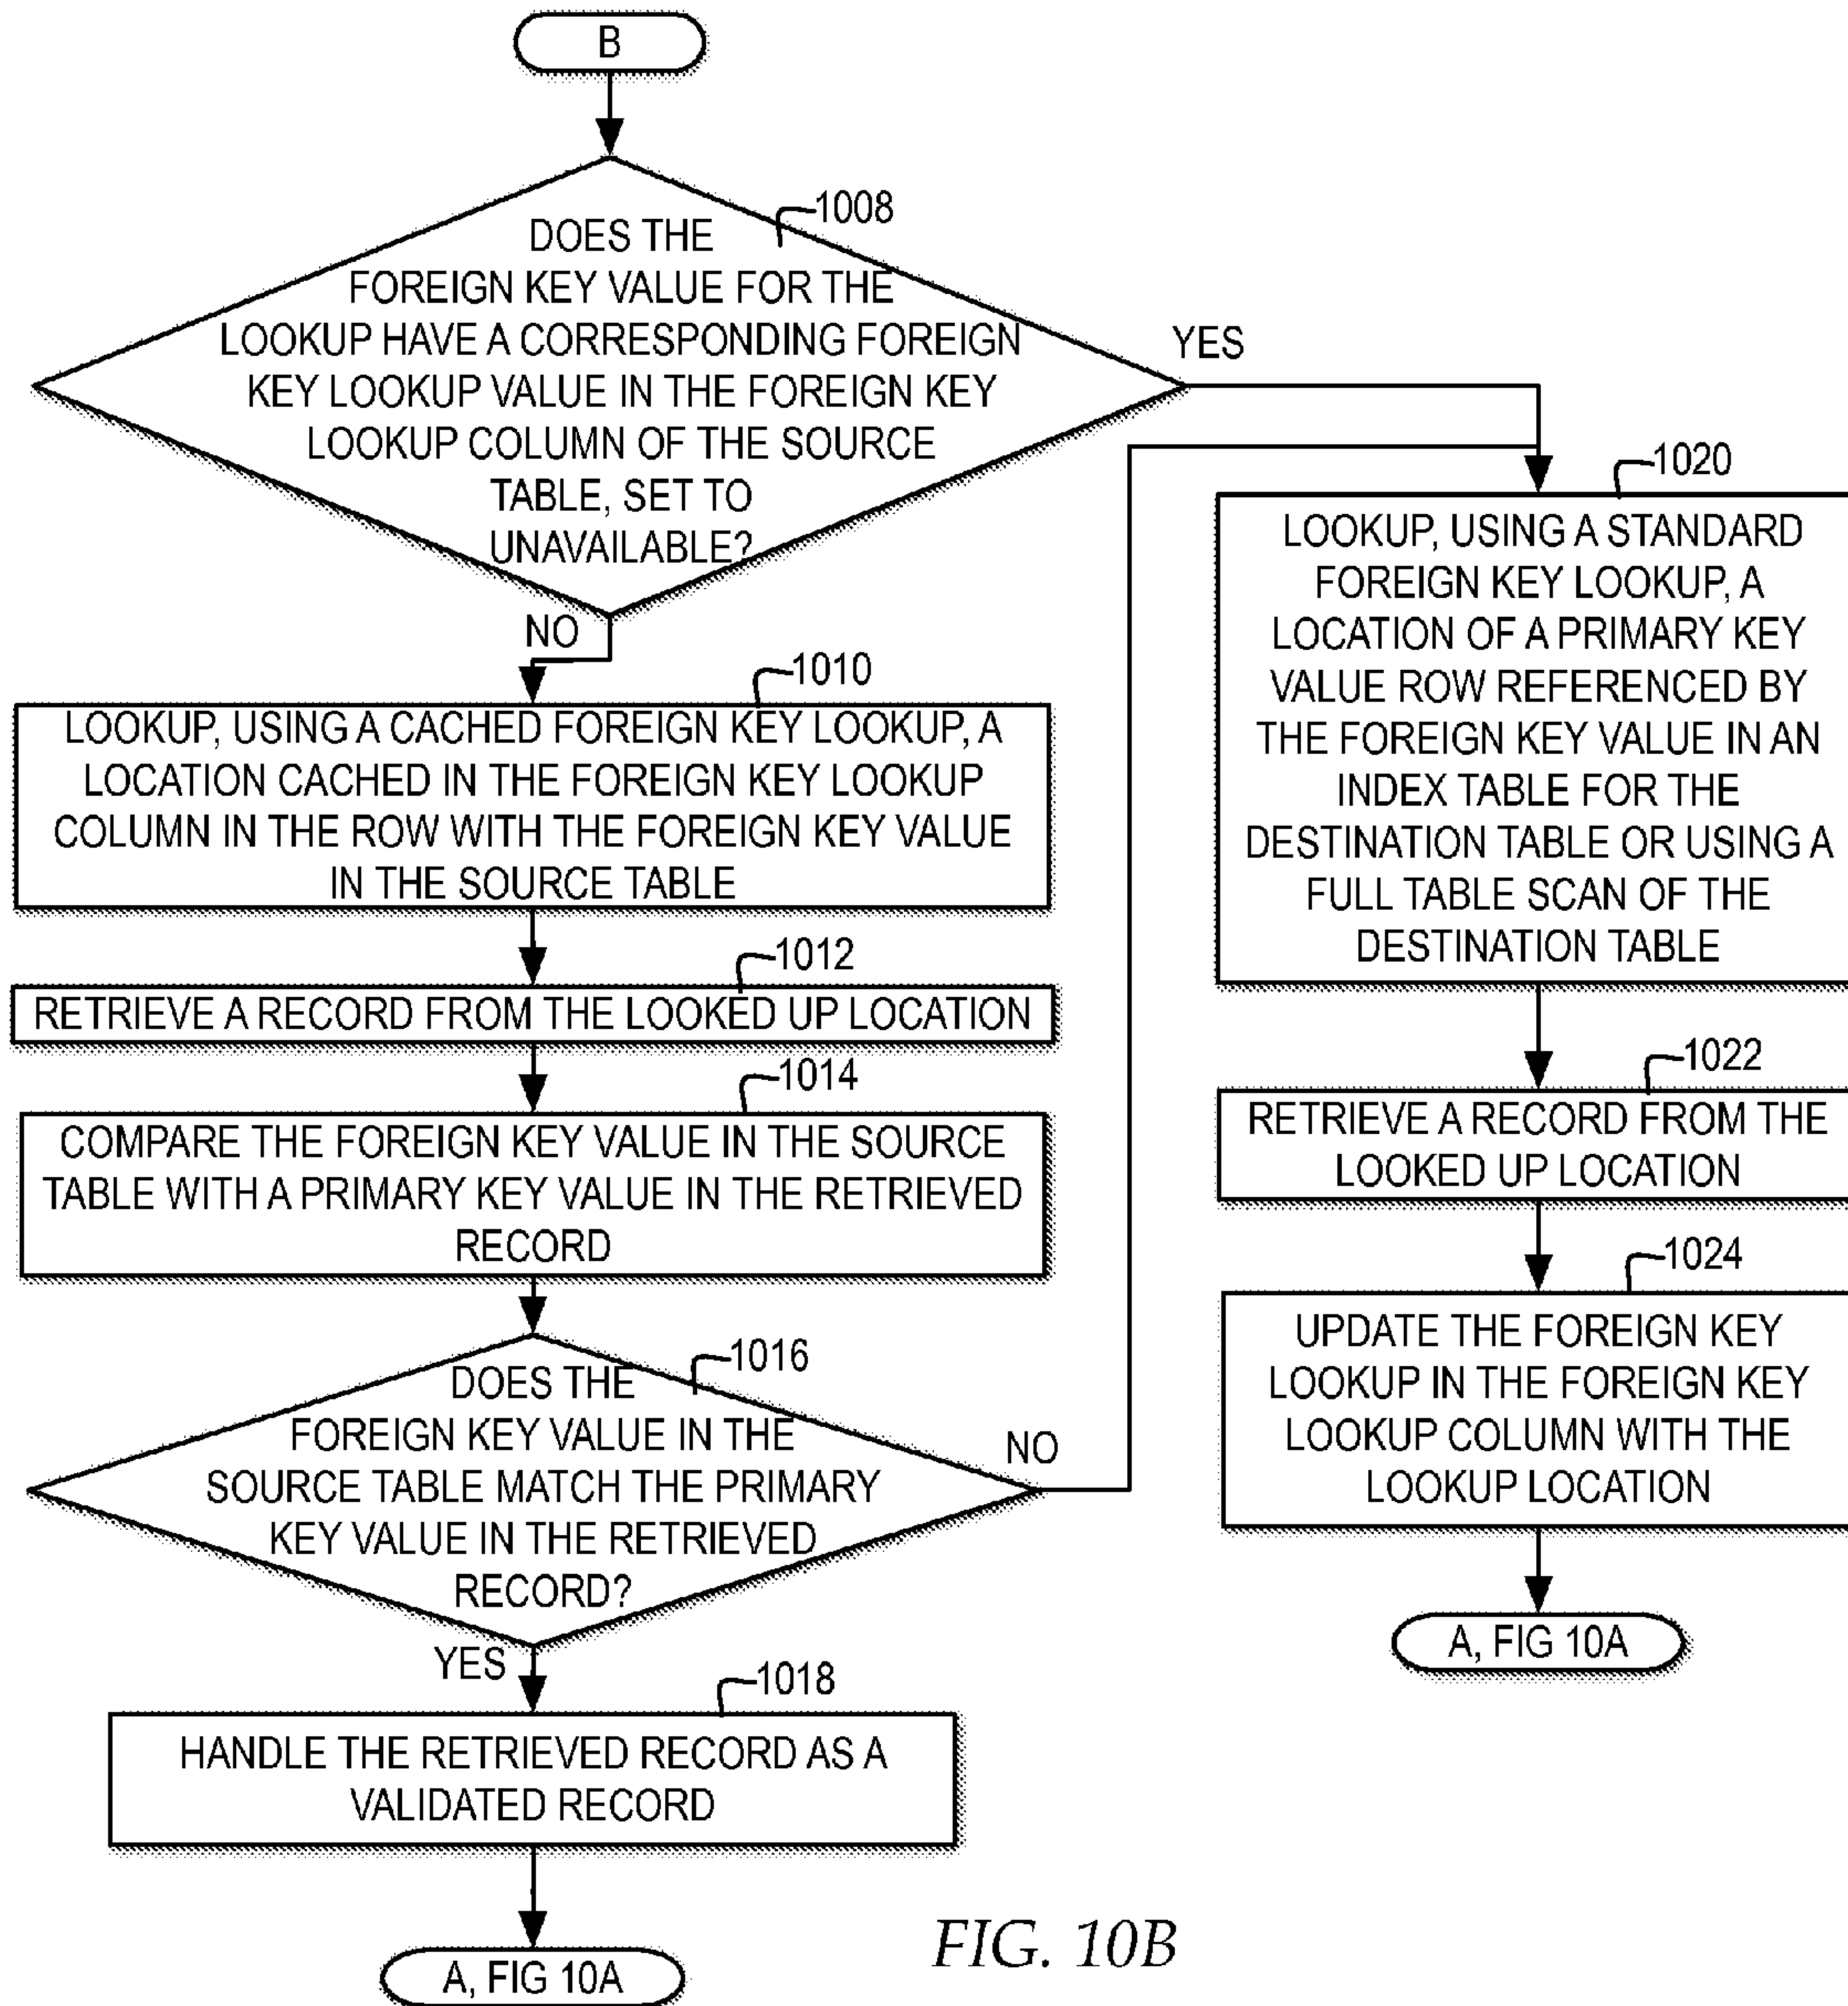 B
1008
DOES THE
FOREIGN KEY VALUE FOR THE
LOOKUP HAVE A CORRESPONDING FOREIGN
KEY LOOKUP VALUE IN THE FOREIGN KEY
LOOKUP COLUMN OF THE SOURCE
TABLE, SET TO
UNAVAILABLE?
YES
NO
1010
LOOKUP, USING A CACHED FOREIGN KEY LOOKUP, A
LOCATION CACHED IN THE FOREIGN KEY LOOKUP
COLUMN IN THE ROW WITH THE FOREIGN KEY VALUE
IN THE SOURCE TABLE
1012
RETRIEVE A RECORD FROM THE LOOKED UP LOCATION
1014
COMPARE THE FOREIGN KEY VALUE IN THE SOURCE
TABLE WITH A PRIMARY KEY VALUE IN THE RETRIEVED
RECORD
1016
DOES THE
FOREIGN KEY VALUE IN THE
SOURCE TABLE MATCH THE PRIMARY
KEY VALUE IN THE RETRIEVED
RECORD?
NO
YES
1018
HANDLE THE RETRIEVED RECORD AS A
VALIDATED RECORD
A, FIG 10A
1020
LOOKUP, USING A STANDARD
FOREIGN KEY LOOKUP, A
LOCATION OF A PRIMARY KEY
VALUE ROW REFERENCED BY
THE FOREIGN KEY VALUE IN AN
INDEX TABLE FOR THE
DESTINATION TABLE OR USING A
FULL TABLE SCAN OF THE
DESTINATION TABLE
1022
RETRIEVE A RECORD FROM THE
LOOKED UP LOCATION
1024
UPDATE THE FOREIGN KEY
LOOKUP IN THE FOREIGN KEY
LOOKUP COLUMN WITH THE
LOOKUP LOCATION
A, FIG 10A
FIG. 10B